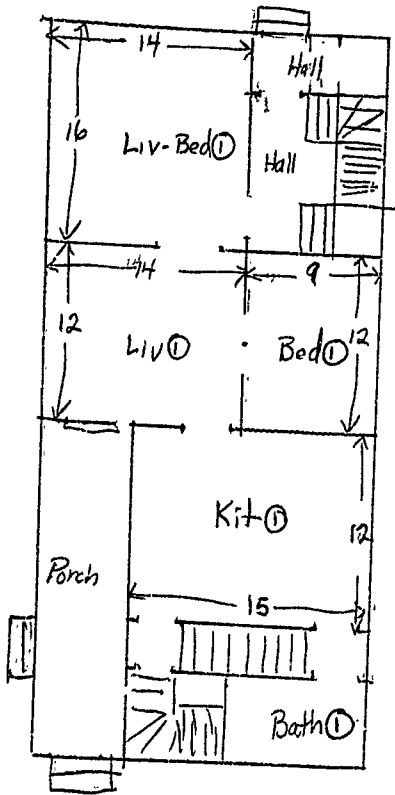 14
Hall
16
Liv-Bed①
Hall
14
9
12
Liv①
Bed①
12
Kit①
12
Porch
15
Bath①